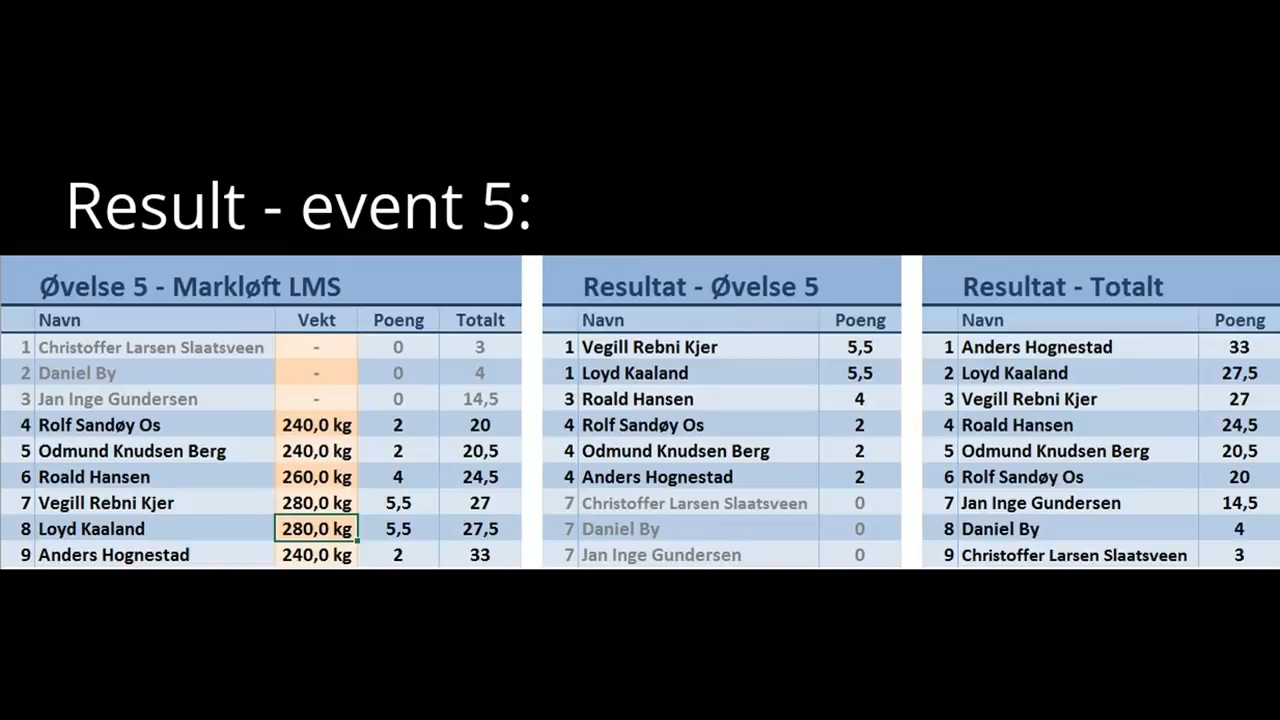 Result - event 5:
Øvelse 5 - Markløft LMS
Navn Vekt Poeng Totalt
1 Christoffer Larsen Slaatsveen - 0 3
2 Daniel By - 0 4
3 Jan Inge Gundersen - 0 14,5
4 Rolf Sandøy Os 240,0 kg 2 20
5 Odmund Knudsen Berg 240,0 kg 2 20,5
6 Roald Hansen 260,0 kg 4 24,5
7 Vegill Rebni Kjer 280,0 kg 5,5 27
8 Loyd Kaaland 280,0 kg 5,5 27,5
9 Anders Hognestad 240,0 kg 2 33
Resultat - Øvelse 5
Navn Poeng
1 Vegill Rebni Kjer 5,5
1 Loyd Kaaland 5,5
3 Roald Hansen 4
4 Rolf Sandøy Os 2
4 Odmund Knudsen Berg 2
4 Anders Hognestad 2
7 Christoffer Larsen Slaatsveen 0
7 Daniel By 0
7 Jan Inge Gundersen 0
Resultat - Totalt
Navn Poeng
1 Anders Hognestad 33
2 Loyd Kaaland 27,5
3 Vegill Rebni Kjer 27
4 Roald Hansen 24,5
5 Odmund Knudsen Berg 20,5
6 Rolf Sandøy Os 20
7 Jan Inge Gundersen 14,5
8 Daniel By 4
9 Christoffer Larsen Slaatsveen 3